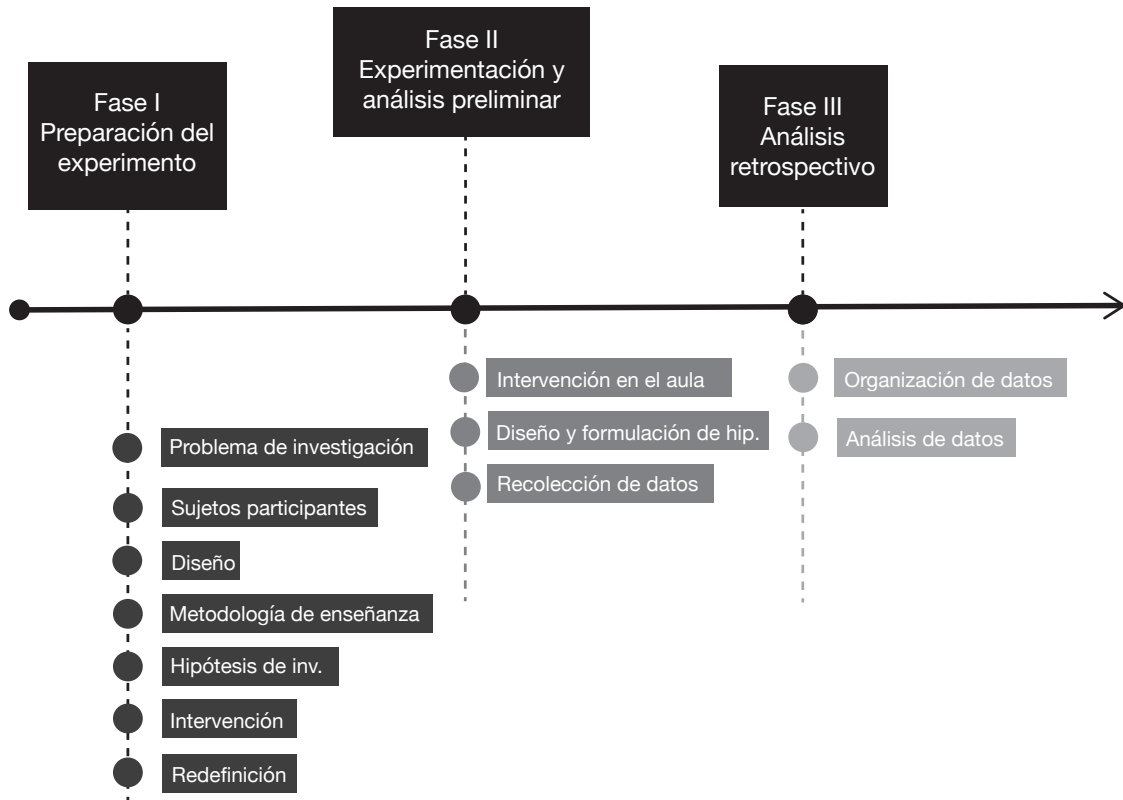 Fase I
Preparación del
experimento
Fase II
Experimentación y
análisis preliminar
Fase III
Análisis
retrospectivo
Problema de investigación
Sujetos participantes
Diseño
Metodología de enseñanza
Hipótesis de inv.
Intervención
Redefinición
Intervención en el aula
Diseño y formulación de hip.
Recolección de datos
Organización de datos
Análisis de datos